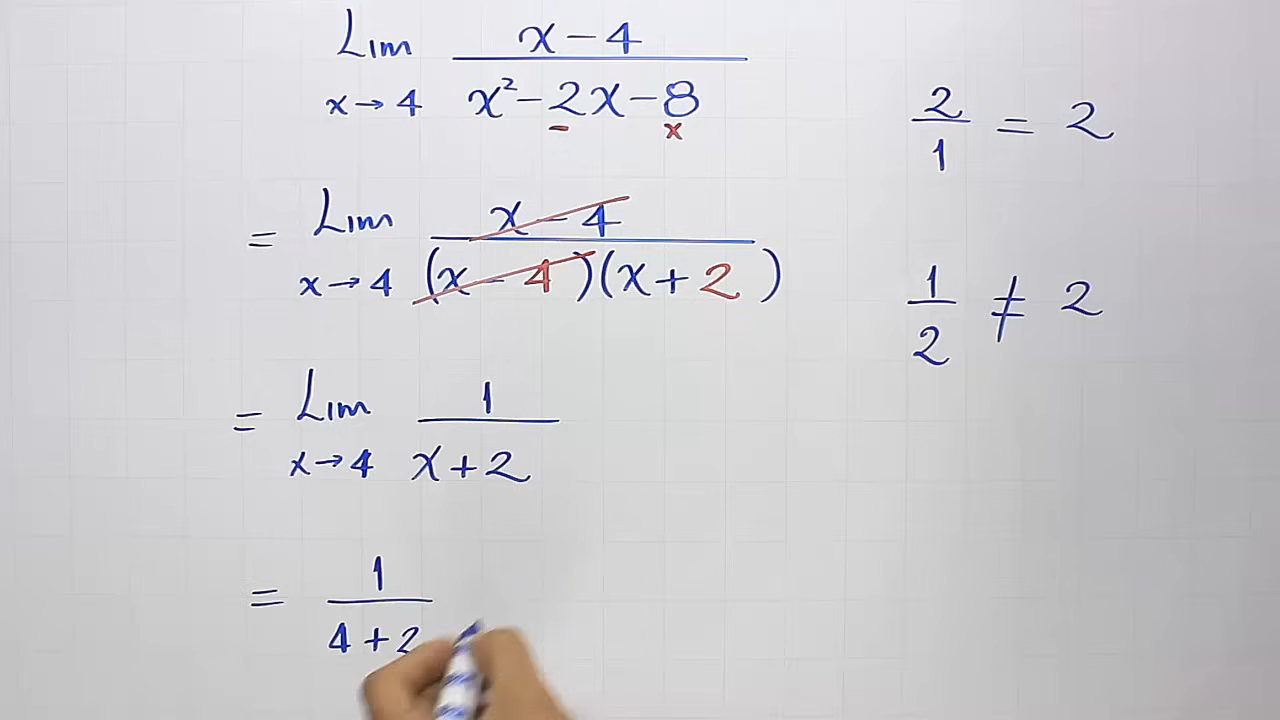 Lim x - 4
x → 4 x² - 2x - 8
x
= Lim x - 4
x → 4 (x - 4)(x + 2)
= Lim 1
x → 4 x + 2
= 1
4 + 2
2
= 2
1
1
≠ 2
2